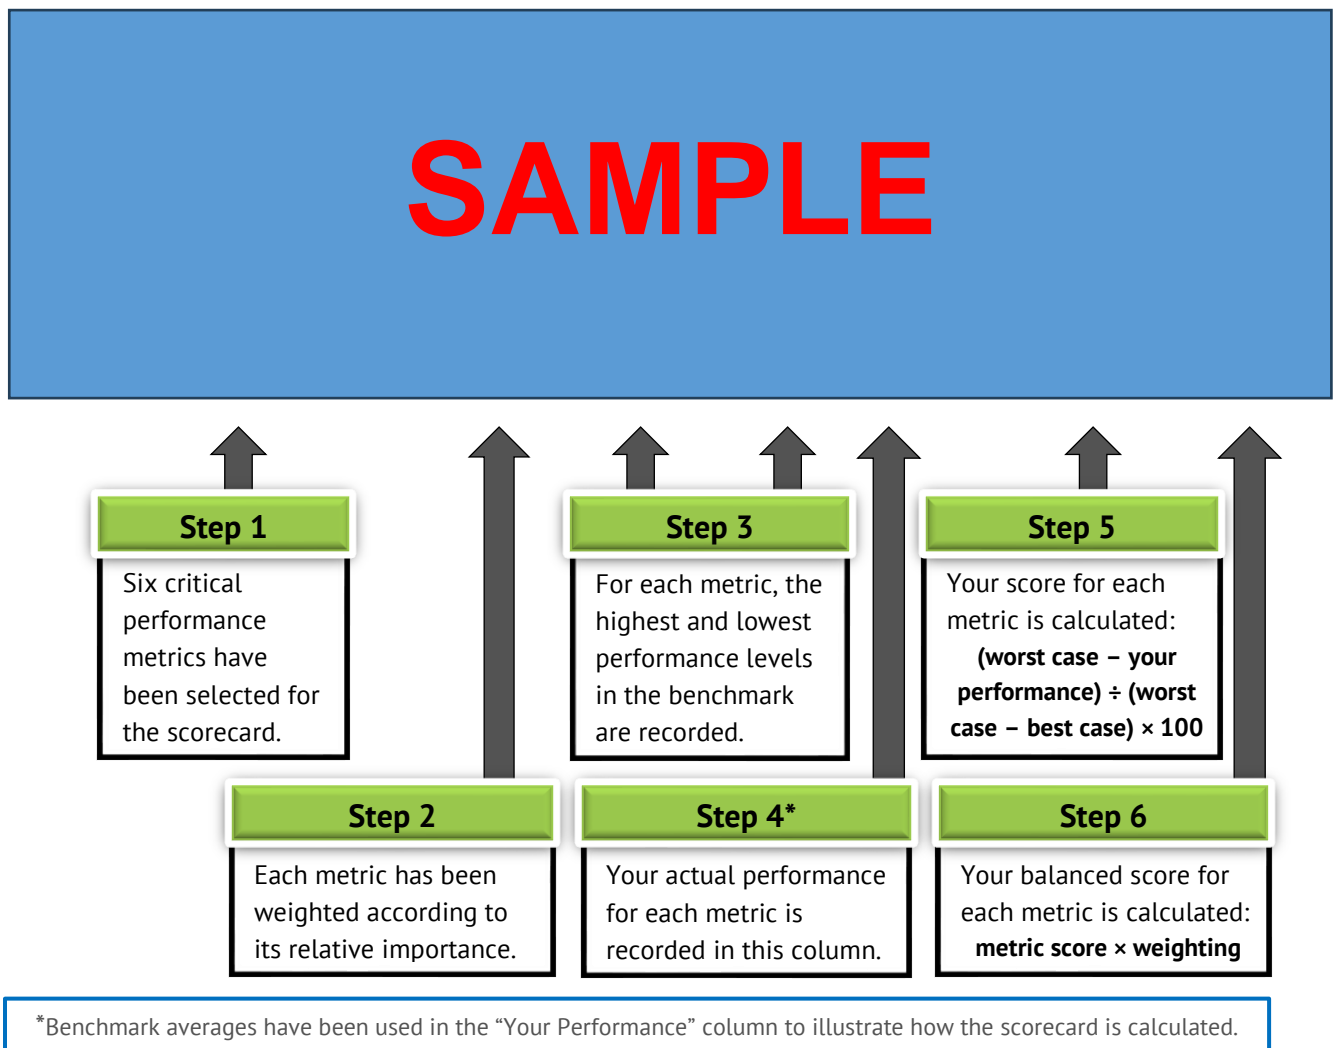 SAMPLE
Step 1
Six critical
performance
metrics have
been selected for
the scorecard.
Step 2
Each metric has been
weighted according to
its relative importance.
Step 3
For each metric, the
highest and lowest
performance levels
in the benchmark
are recorded.
Step 4*
Your actual performance
for each metric is
recorded in this column.
Step 5
Your score for each
metric is calculated:
(worst case – your
performance) ÷ (worst
case – best case) × 100
Step 6
Your balanced score for
each metric is calculated:
metric score × weighting
*Benchmark averages have been used in the “Your Performance” column to illustrate how the scorecard is calculated.